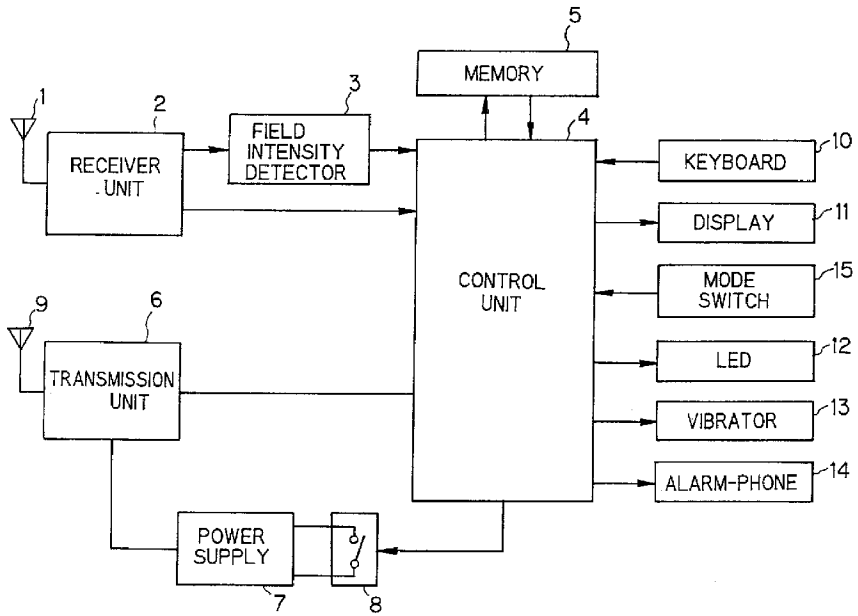 5
MEMORY
1
2
3
4
FIELD
INTENSITY
DETECTOR
RECEIVER
UNIT
10
KEYBOARD
11
DISPLAY
15
MODE
SWITCH
CONTROL
UNIT
9
6
TRANSMISSION
UNIT
12
LED
13
VIBRATOR
14
ALARM-PHONE
POWER
SUPPLY
7
8